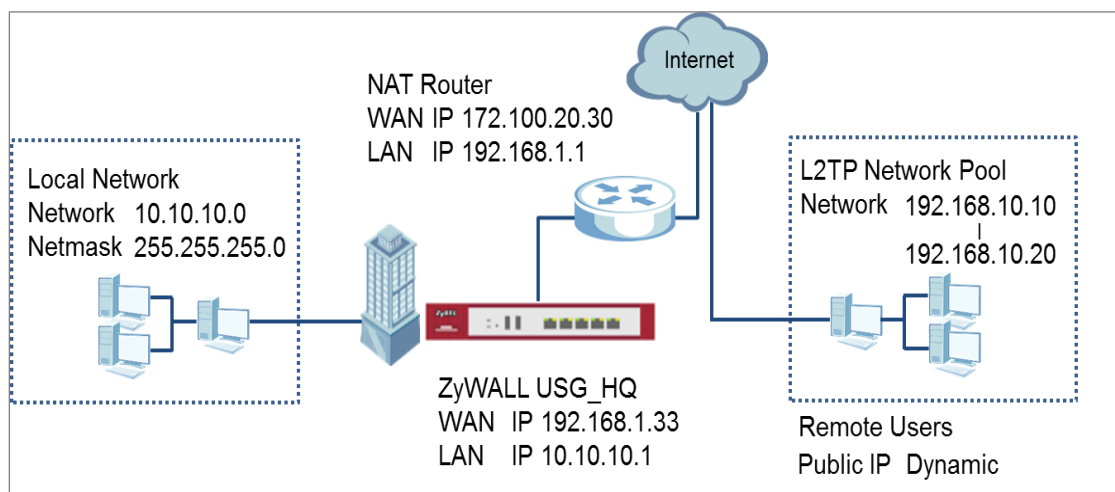 Internet
NAT Router
WAN IP 172.100.20.30
LAN IP 192.168.1.1
Local Network
Network 10.10.10.0
Netmask 255.255.255.0
L2TP Network Pool
Network 192.168.10.10
|
192.168.10.20
ZyXEL
ZyWALL USG_HQ
WAN IP 192.168.1.33
LAN IP 10.10.10.1
Remote Users
Public IP Dynamic